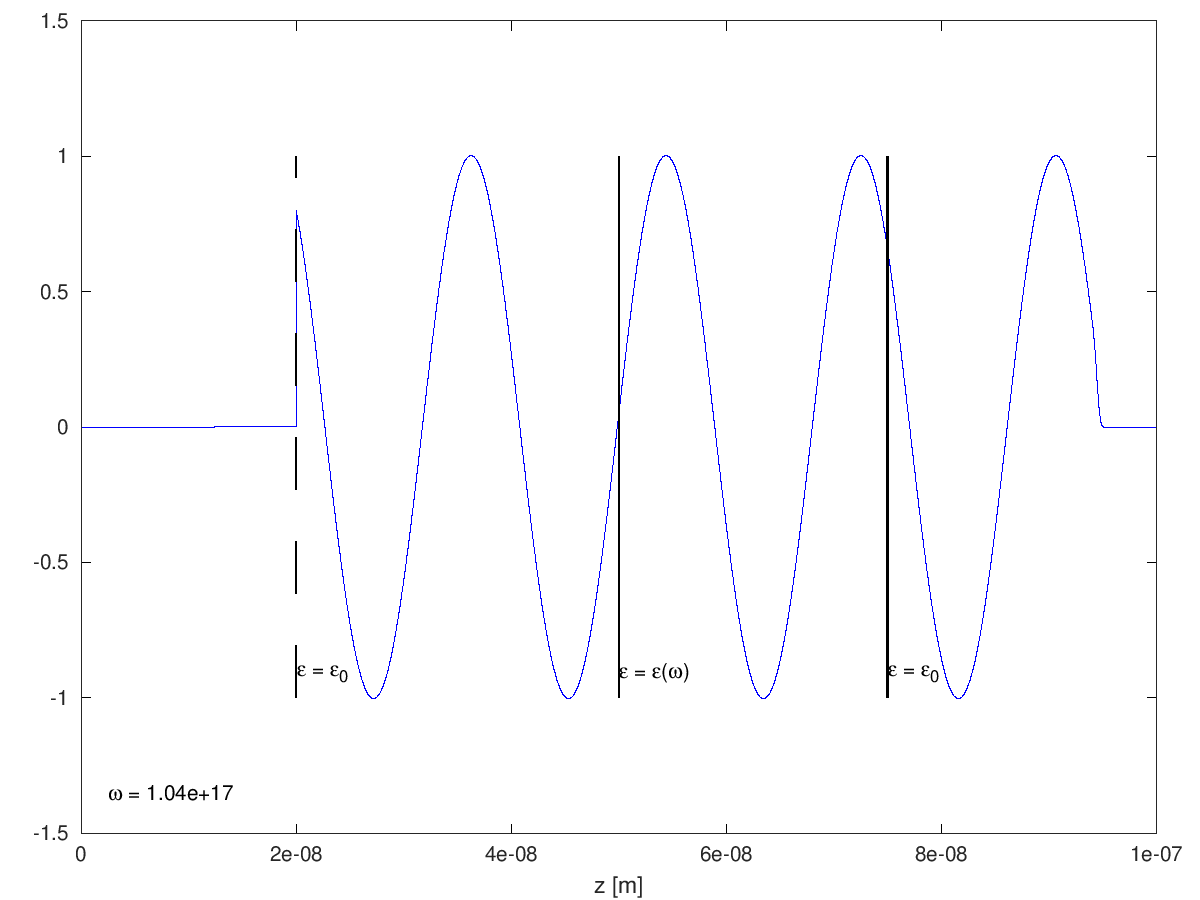 1.5
1
0.5
0
-0.5
-1
-1.5
ε = ε0
ε = ε(ω)
ε = ε0
ω = 1.04e+17
0
2e-08
4e-08
6e-08
8e-08
1e-07
z [m]